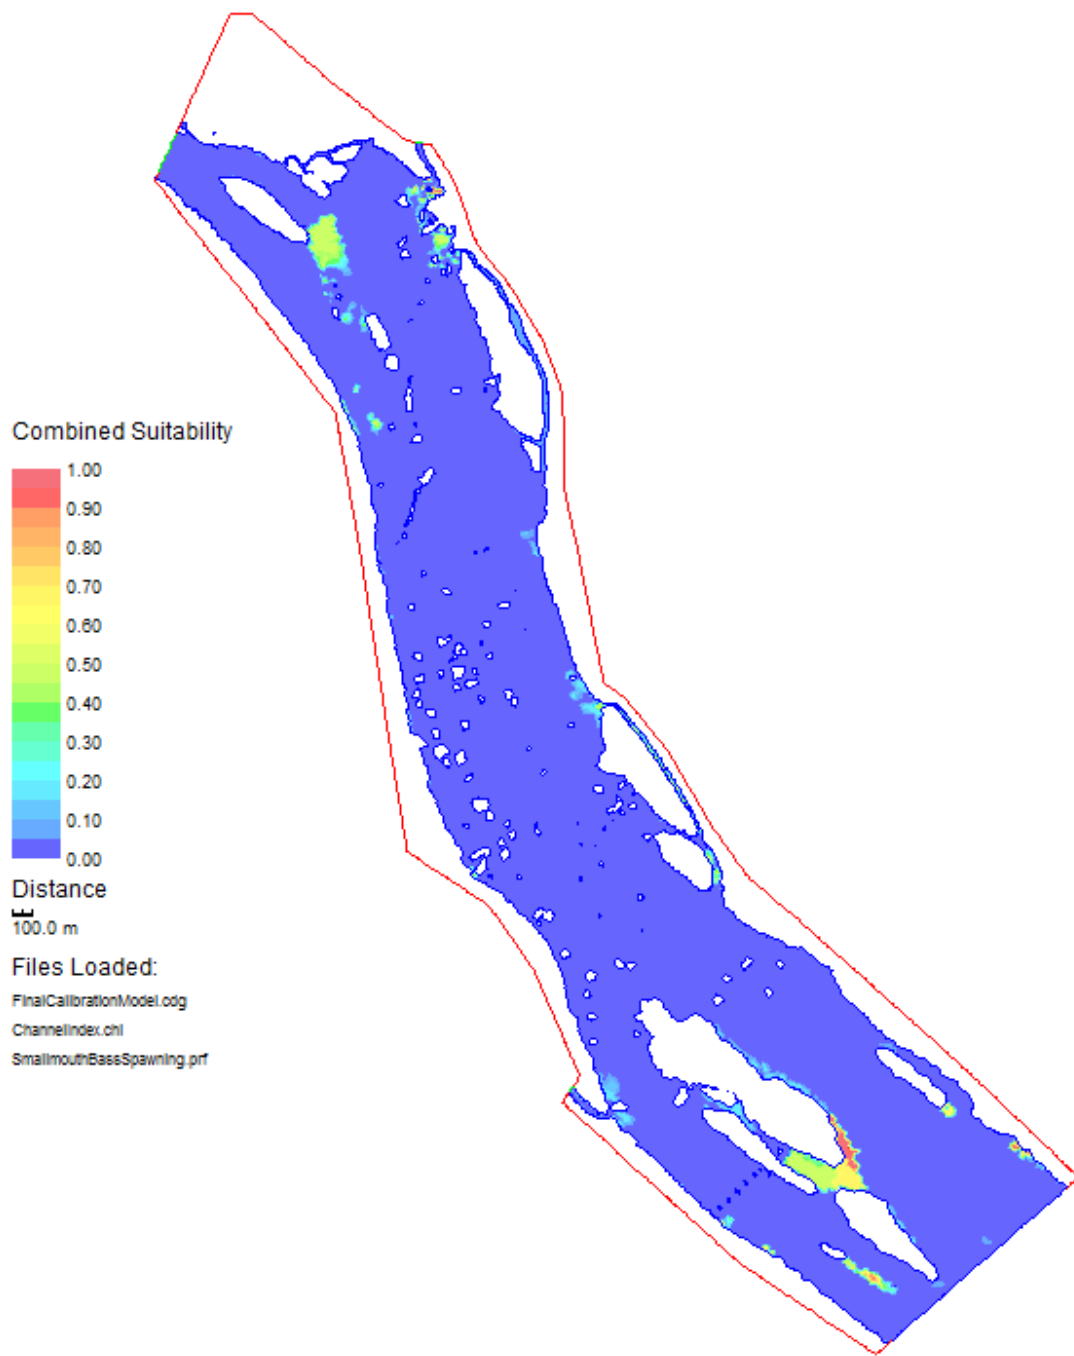 Combined Suitability
1.00
0.90
0.80
0.70
0.60
0.50
0.40
0.30
0.20
0.10
0.00
Distance
100.0 m
Files Loaded:
FinalCalibrationModel.cdg
ChannelIndex.chi
SmallmouthBassSpawning.prf